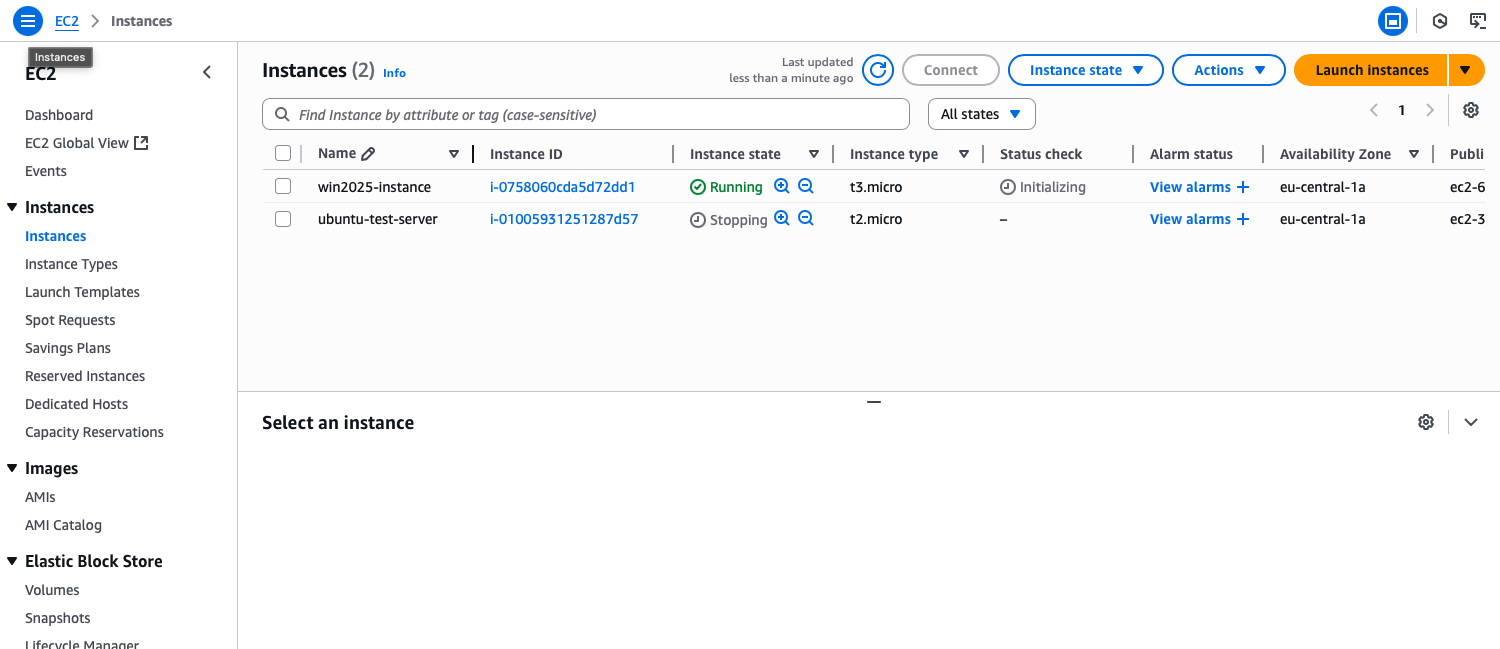 EC2 > Instances
Instances
EC2
Dashboard
EC2 Global View
Events
Instances
Instances
Instance Types
Launch Templates
Spot Requests
Savings Plans
Reserved Instances
Dedicated Hosts
Capacity Reservations
Images
AMIs
AMI Catalog
Elastic Block Store
Volumes
Snapshots
Lifecycle Manager
Instances (2) Info
Last updated
less than a minute ago
Connect
Instance state
Actions
Launch instances
Find Instance by attribute or tag (case-sensitive)
All states
1
Name Instance ID Instance state Instance type Status check Alarm status Availability Zone Publi
win2025-instance i-0758060cda5d72dd1 Running t3.micro Initializing View alarms + eu-central-1a ec2-6
ubuntu-test-server i-01005931251287d57 Stopping t2.micro – View alarms + eu-central-1a ec2-3
Select an instance